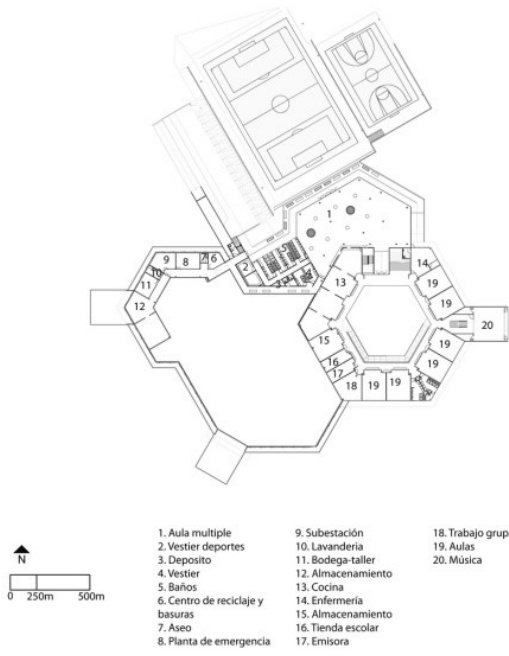 1
5
2
4
9
8
7
6
10
11
12
14
13
19
19
20
15
19
16
17
19
18
19
19
N
0 250m 500m
1. Aula multiple
2. Vestier deportes
3. Deposito
4. Vestier
5. Baños
6. Centro de reciclaje y
basuras
7. Aseo
8. Planta de emergencia
9. Subestación
10. Lavanderia
11. Bodega-taller
12. Almacenamiento
13. Cocina
14. Enfermería
15. Almacenamiento
16. Tienda escolar
17. Emisora
18. Trabajo grup
19. Aulas
20. Música